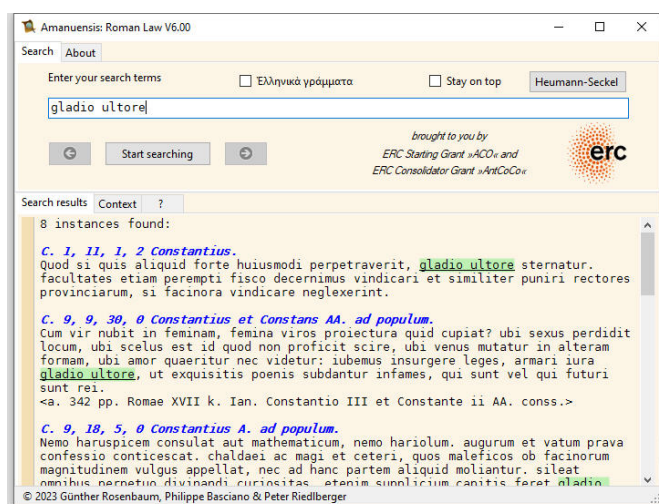 Amanuensis: Roman Law V6.00
Search About
Enter your search terms
Ἑλληνικά γράμματα
Stay on top
Heumann-Seckel
gladio ultore
Start searching
brought to you by
ERC Starting Grant »ACO« and
ERC Consolidator Grant »AntCoCo«
erc
Search results Context ?
8 instances found:
C. 1, 11, 1, 2 Constantius.
Quod si quis aliquid forte huiusmodi perpetraverit, gladio ultore sternatur.
facultates etiam perempti fisco decernimus vindicari et similiter puniri rectores
provinciarum, si facinora vindicare neglexerint.
C. 9, 9, 30, 0 Constantius et Constans AA. ad populum.
Cum vir nubit in feminam, femina viros proiectura quid cupiat? ubi sexus perdidit
locum, ubi scelus est id quod non proficit scire, ubi venus mutatur in alteram
formam, ubi amor quaeritur nec videtur: iubemus insurgere leges, armari iura
gladio ultore, ut exquisitis poenis subdantur infames, qui sunt vel qui futuri
sunt rei.
<a. 342 pp. Romae XVII k. Ian. Constantio III et Constante ii AA. conss.>
C. 9, 18, 5, 0 Constantius A. ad populum.
Nemo haruspicem consulat aut mathematicum, nemo hariolum. augurum et vatum prava
confessio conticescat. chaldaei ac magi et ceteri, quos maleficos ob facinorum
magnitudinem vulgus appellat, nec ad hanc partem aliquid moliantur. sileat
omnibus perpetuo divinandi curiositas. etenim supplicium capitis feret gladio
© 2023 Günther Rosenbaum, Philippe Basciano & Peter Riedlberger